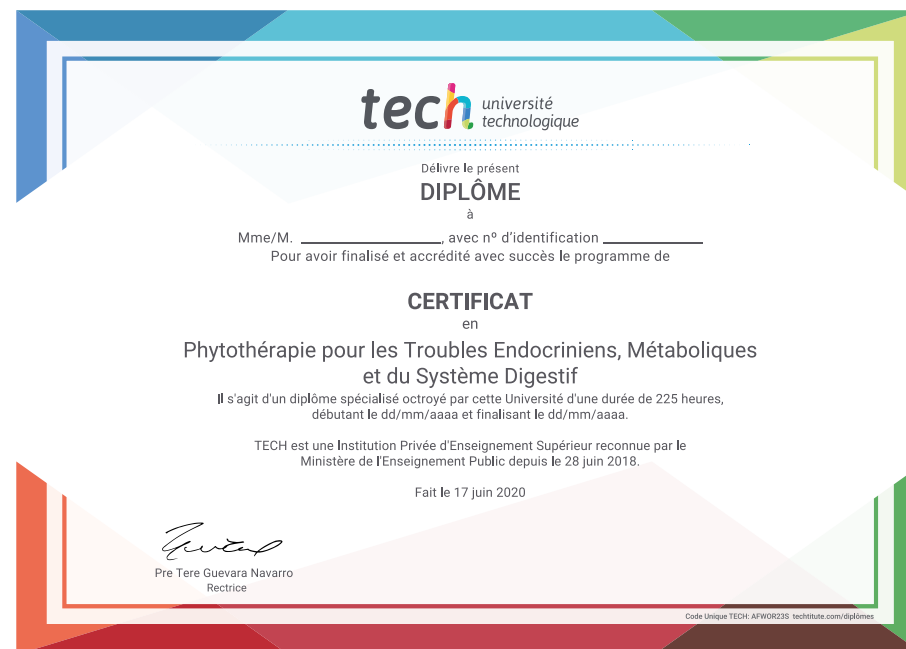 tech université
technologique
Délivre le présent
DIPLÔME
à
Mme/M. ____________________, avec nº d'identification ______________
Pour avoir finalisé et accrédité avec succès le programme de
CERTIFICAT
en
Phytothérapie pour les Troubles Endocriniens, Métaboliques
et du Système Digestif
Il s'agit d'un diplôme spécialisé octroyé par cette Université d'une durée de 225 heures,
débutant le dd/mm/aaaa et finalisant le dd/mm/aaaa.
TECH est une Institution Privée d'Enseignement Supérieur reconnue par le
Ministère de l'Enseignement Public depuis le 28 juin 2018.
Fait le 17 juin 2020
Pre Tere Guevara Navarro
Rectrice
Code Unique TECH: AFWOR23S techtitute.com/diplômes